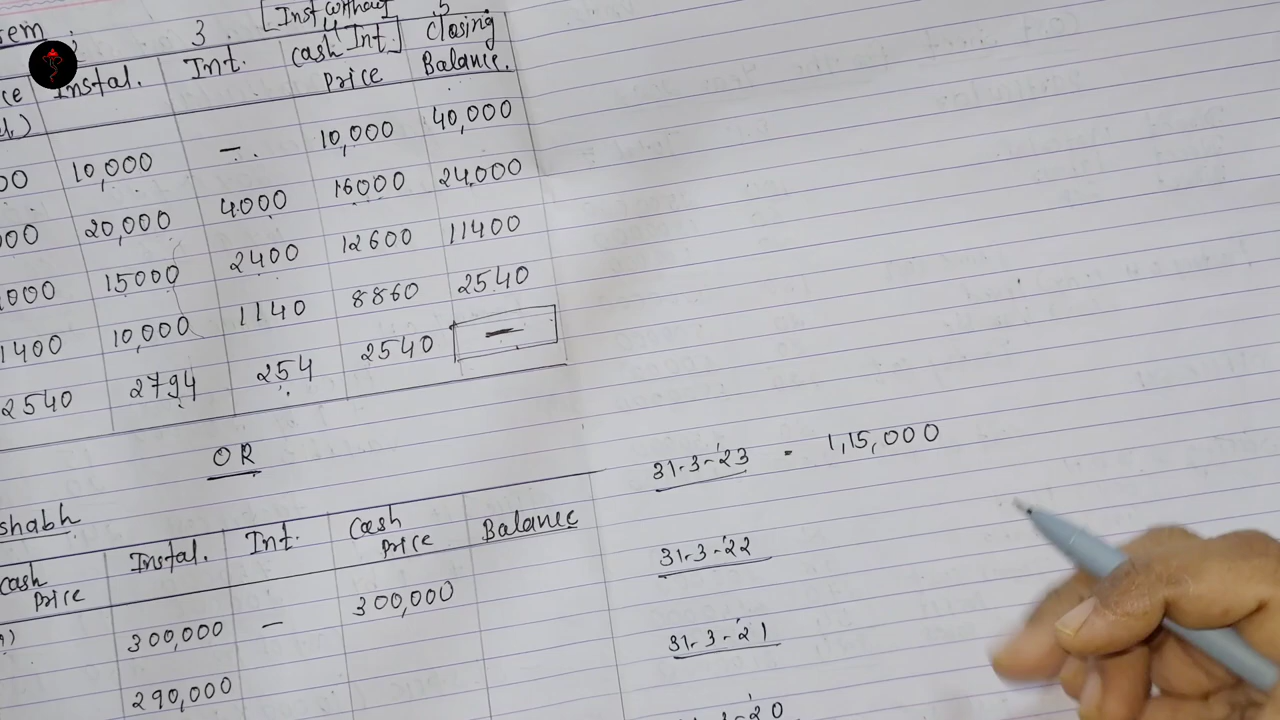 3 [Inst without
Instal. Int. Cash Int.] Closing
Price Balance.
10,000 - 10,000 40,000
20,000 4000 16000 24,000
15000 2400 12600 11400
10,000 1140 8860 2540
2540 2794 254 2540 -
OR
31-3-'23 - 1,15,000
shabh
Cash Price Instal. Int. Cash Price Balance
31-3-'22
300,000 - 300,000
31-3-'21
290,000